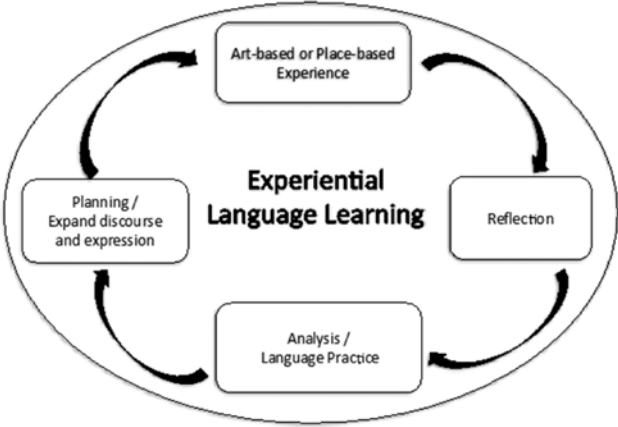 Art-based or Place-based
Experience
Experiential
Language Learning
Planning /
Expand discourse
and expression
Reflection
Analysis /
Language Practice